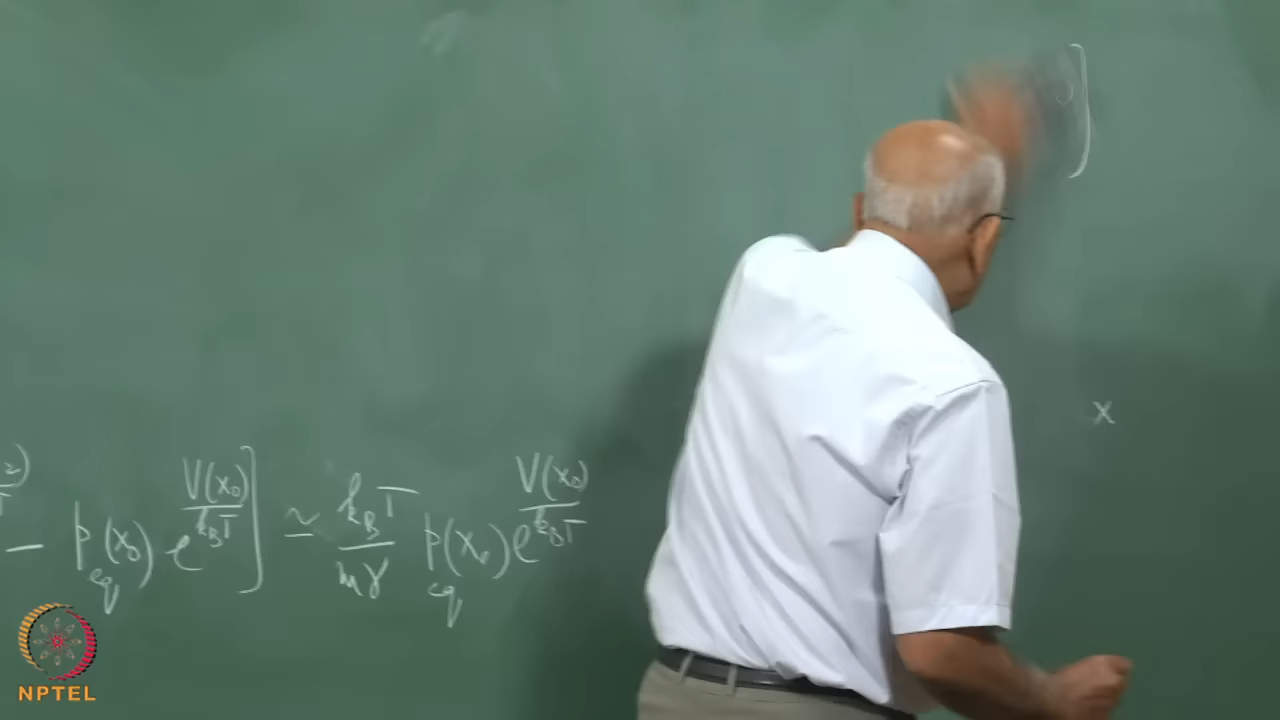 ]
x
- p_eq(x_0) e^{V(x_0)/k_BT} ] ≃ k_BT/mγ p_eq(x_0) e^{V(x_0)/k_BT}
NPTEL